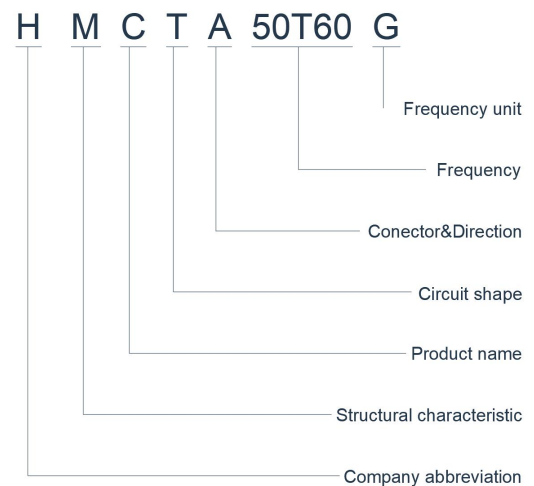 H M C T A 50T60 G
Frequency unit
Frequency
Conector&Direction
Circuit shape
Product name
Structural characteristic
Company abbreviation